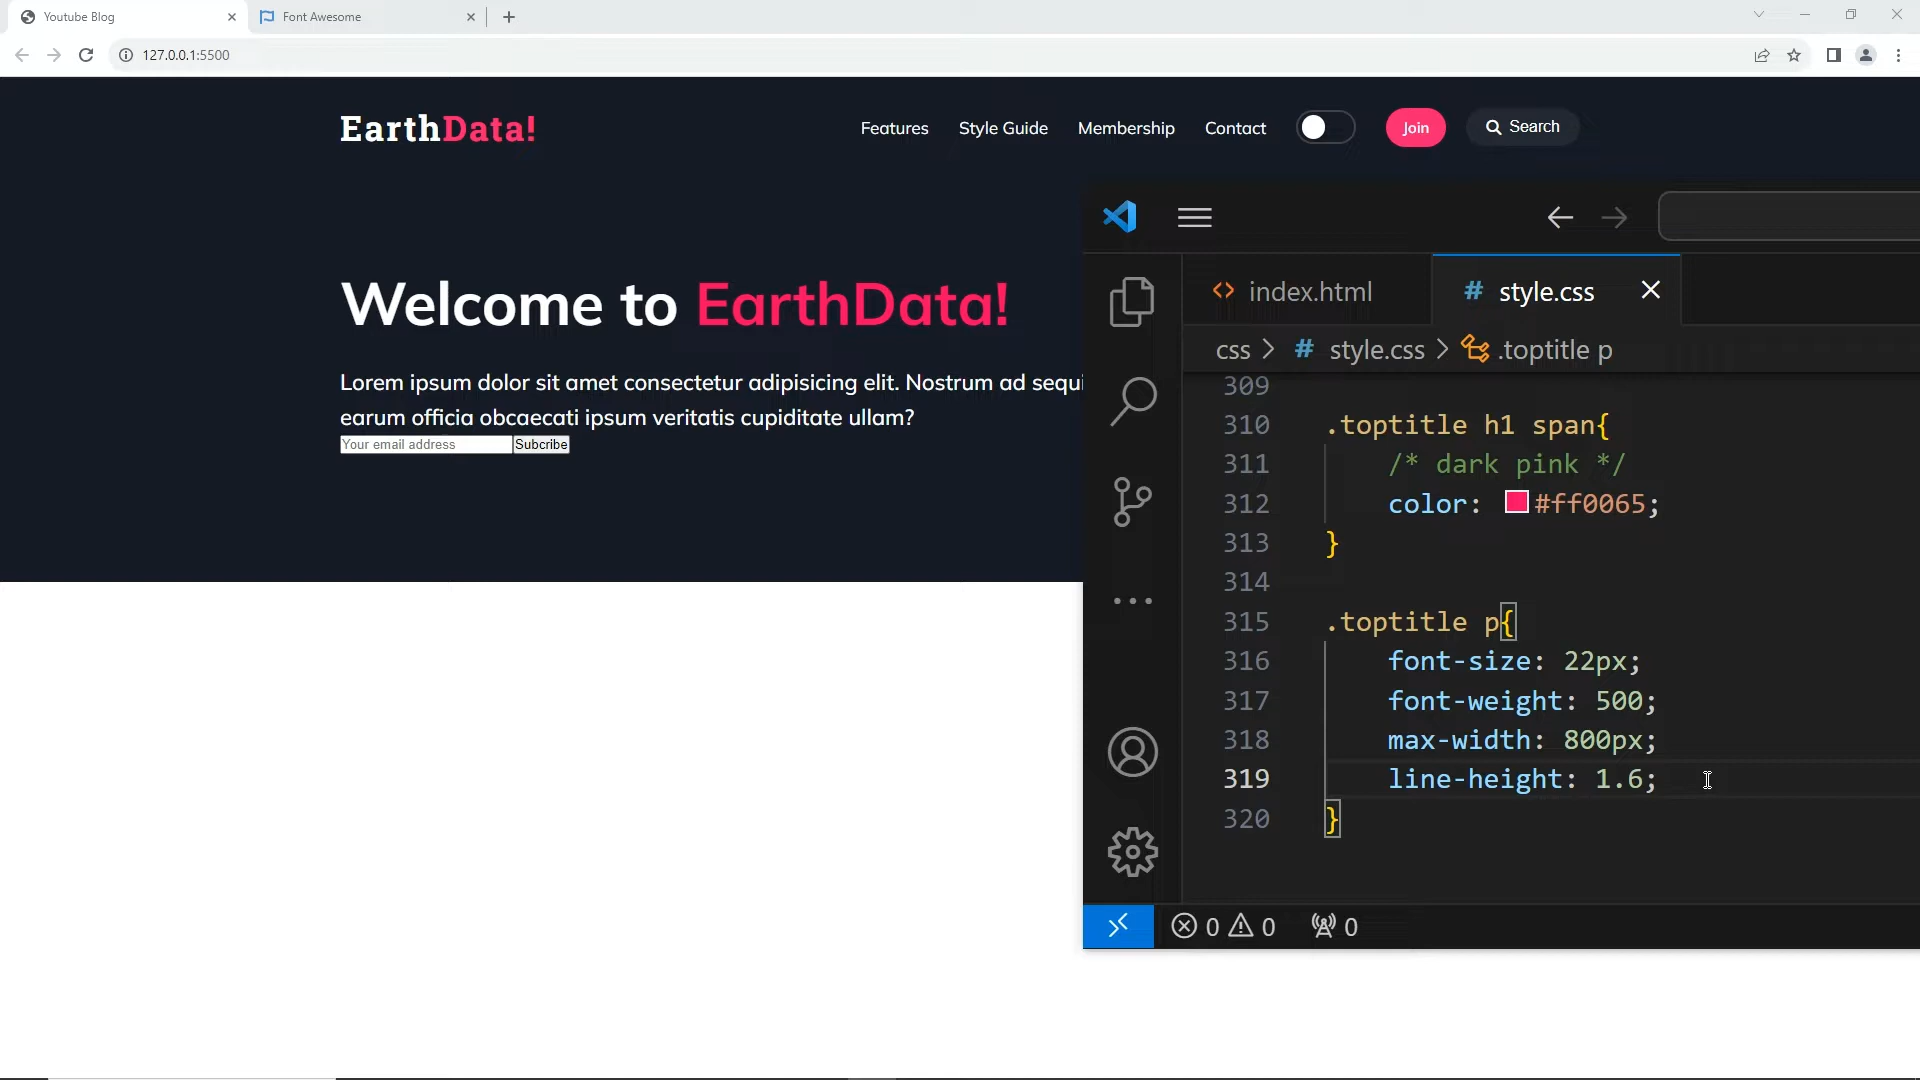 Youtube Blog
Font Awesome
127.0.0.1:5500
EarthData!
Features
Style Guide
Membership
Contact
Join
Search
Welcome to EarthData!
Lorem ipsum dolor sit amet consectetur adipisicing elit. Nostrum ad sequi
earum officia obcaecati ipsum veritatis cupiditate ullam?
Your email address
Subcribe
index.html
# style.css
css > # style.css > .toptitle p
309
310 .toptitle h1 span{
311 /* dark pink */
312 color: #ff0065;
313 }
314
315 .toptitle p{
316 font-size: 22px;
317 font-weight: 500;
318 max-width: 800px;
319 line-height: 1.6;
320 }
0
0
0